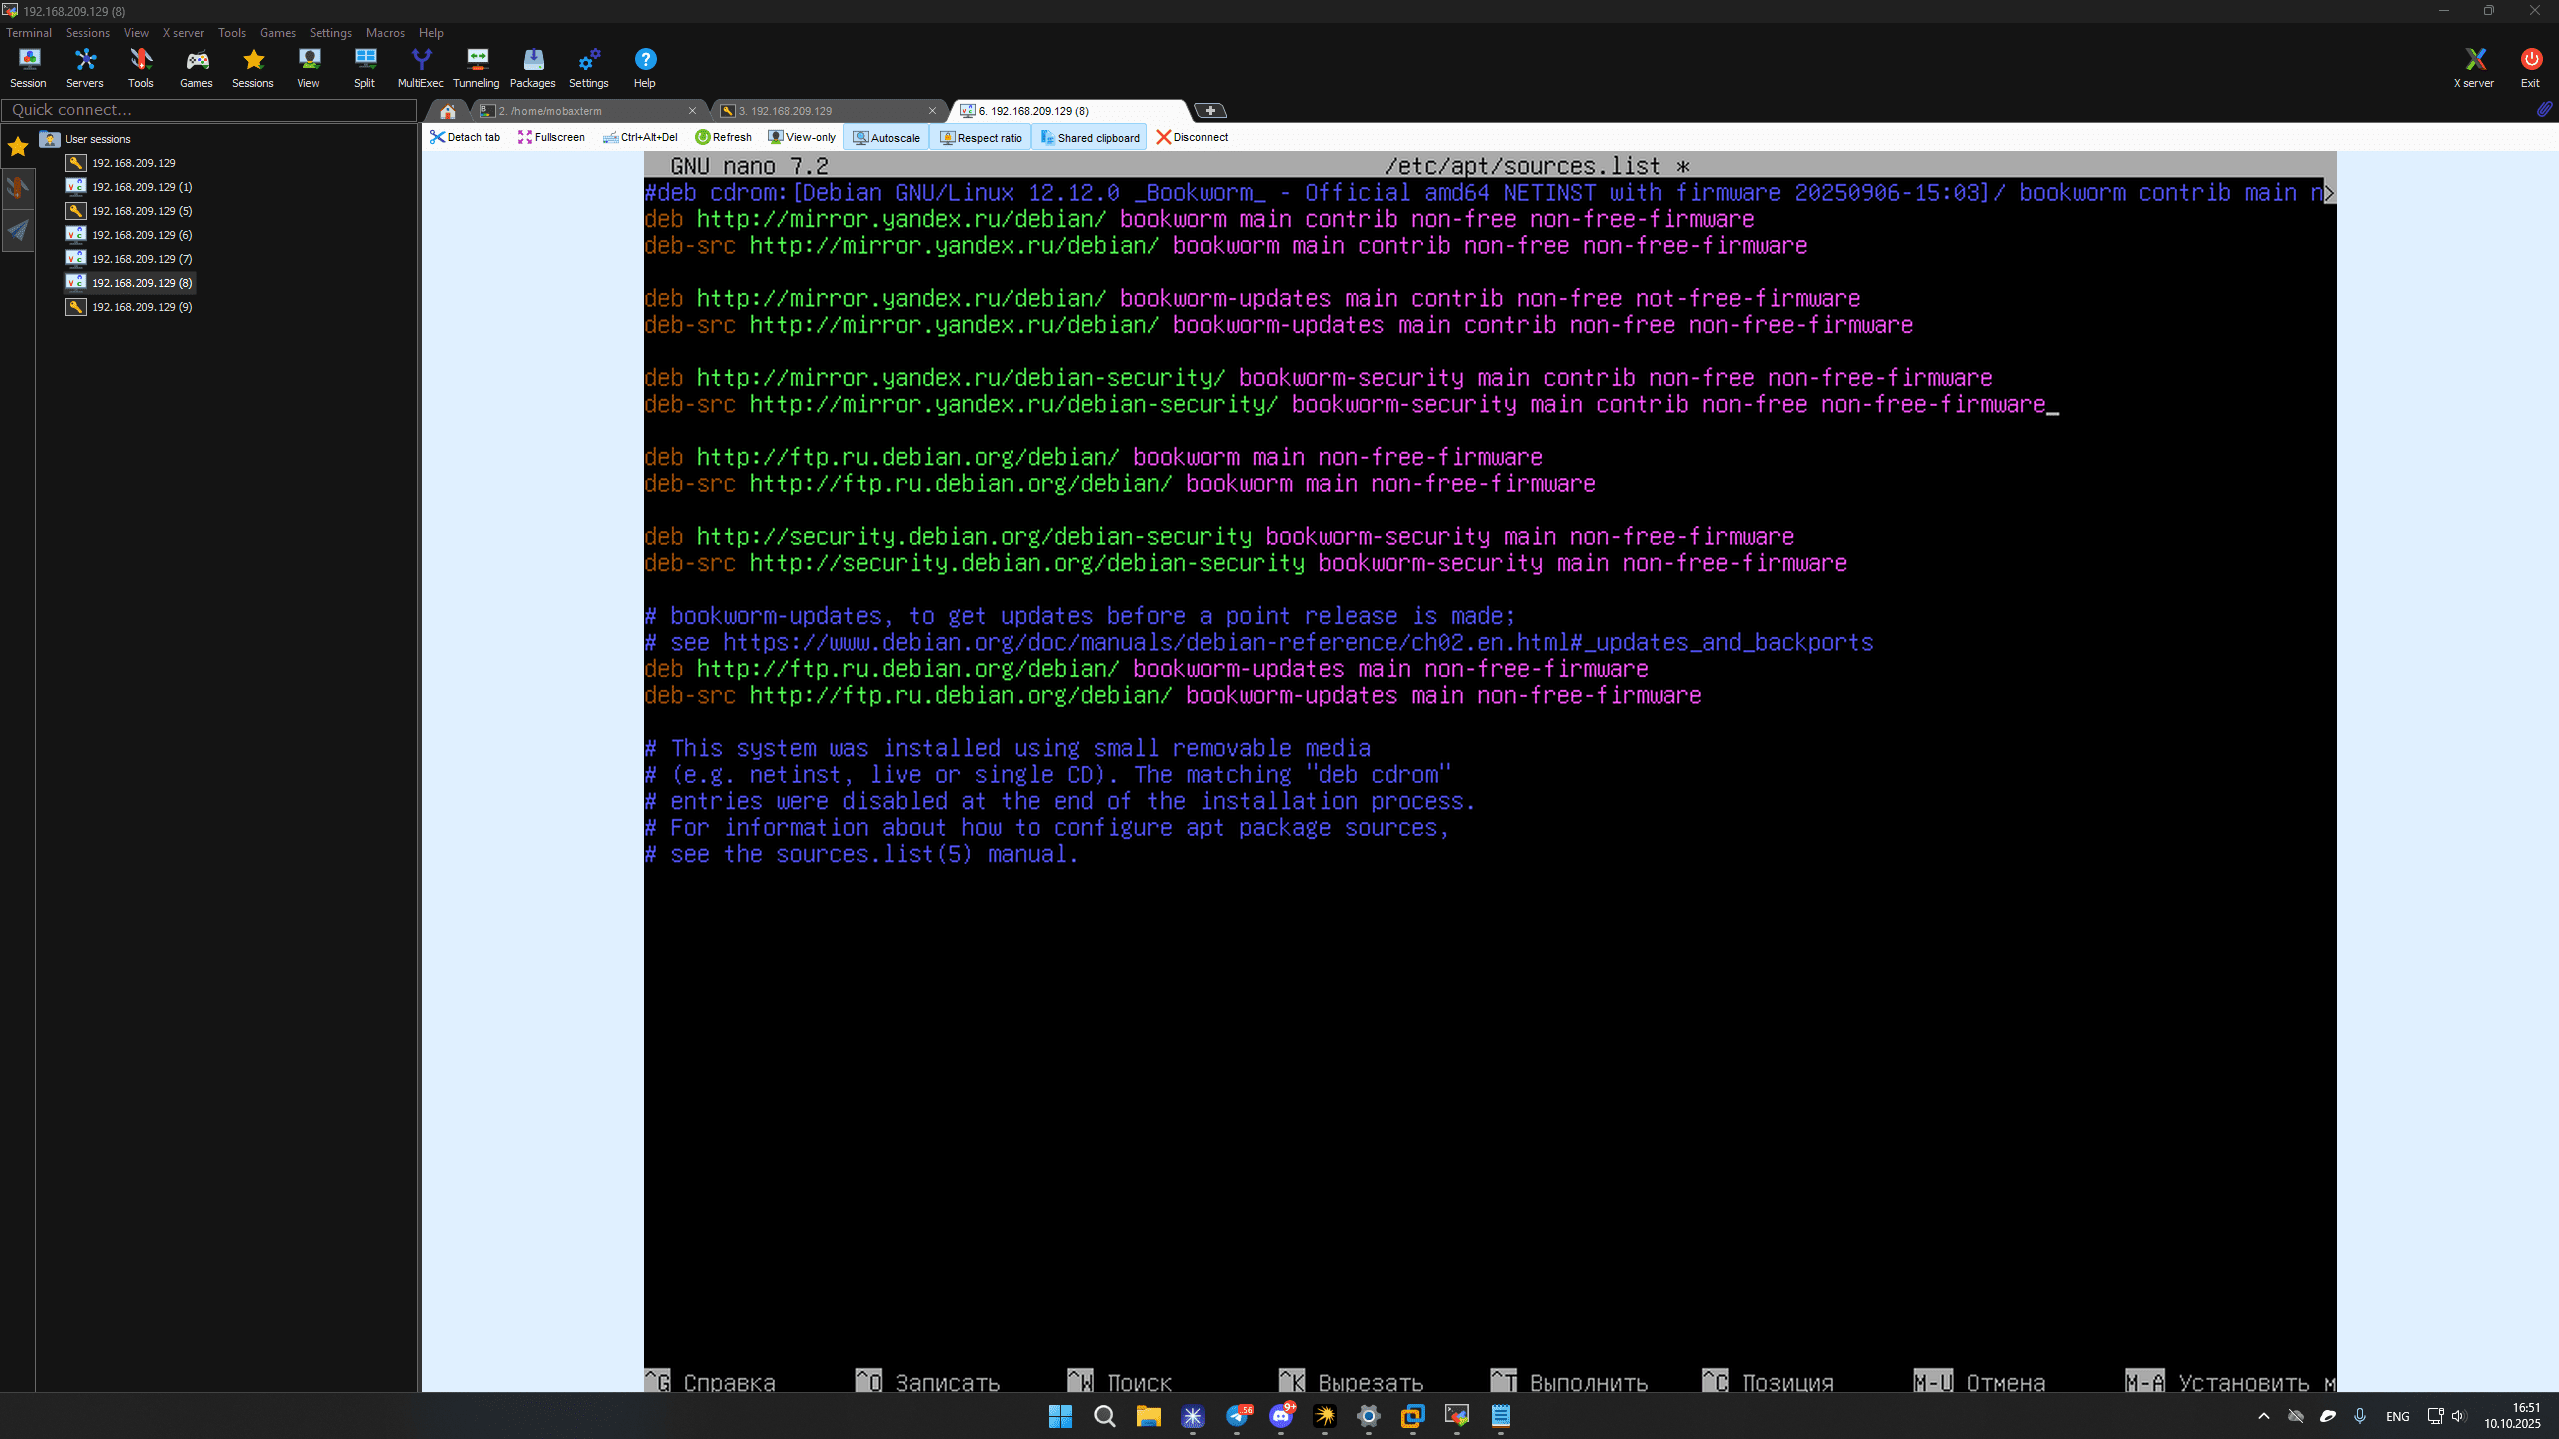 192.168.209.129 (8)
Terminal Sessions View X server Tools Games Settings Macros Help
Session Servers Tools Games Sessions View Split MultiExec Tunneling Packages Settings Help X server Exit
Quick connect...
2. /home/mobaxterm
3. 192.168.209.129
6. 192.168.209.129 (8)
Detach tab Fullscreen Ctrl+Alt+Del Refresh View-only Autoscale Respect ratio Shared clipboard Disconnect
User sessions
192.168.209.129
192.168.209.129 (1)
192.168.209.129 (5)
192.168.209.129 (6)
192.168.209.129 (7)
192.168.209.129 (8)
192.168.209.129 (9)
GNU nano 7.2 /etc/apt/sources.list *
#deb cdrom:[Debian GNU/Linux 12.12.0 _Bookworm_ - Official amd64 NETINST with firmware 20250906-15:03]/ bookworm contrib main n>
deb http://mirror.yandex.ru/debian/ bookworm main contrib non-free non-free-firmware
deb-src http://mirror.yandex.ru/debian/ bookworm main contrib non-free non-free-firmware
deb http://mirror.yandex.ru/debian/ bookworm-updates main contrib non-free not-free-firmware
deb-src http://mirror.yandex.ru/debian/ bookworm-updates main contrib non-free non-free-firmware
deb http://mirror.yandex.ru/debian-security/ bookworm-security main contrib non-free non-free-firmware
deb-src http://mirror.yandex.ru/debian-security/ bookworm-security main contrib non-free non-free-firmware_
deb http://ftp.ru.debian.org/debian/ bookworm main non-free-firmware
deb-src http://ftp.ru.debian.org/debian/ bookworm main non-free-firmware
deb http://security.debian.org/debian-security bookworm-security main non-free-firmware
deb-src http://security.debian.org/debian-security bookworm-security main non-free-firmware
# bookworm-updates, to get updates before a point release is made;
# see https://www.debian.org/doc/manuals/debian-reference/ch02.en.html#_updates_and_backports
deb http://ftp.ru.debian.org/debian/ bookworm-updates main non-free-firmware
deb-src http://ftp.ru.debian.org/debian/ bookworm-updates main non-free-firmware
# This system was installed using small removable media
# (e.g. netinst, live or single CD). The matching "deb cdrom"
# entries were disabled at the end of the installation process.
# For information about how to configure apt package sources,
# see the sources.list(5) manual.
^G Справка ^O Записать ^W Поиск ^K Вырезать ^T Выполнить ^C Позиция M-U Отмена M-A Установить м
56
9+
ENG
16:51
10.10.2025